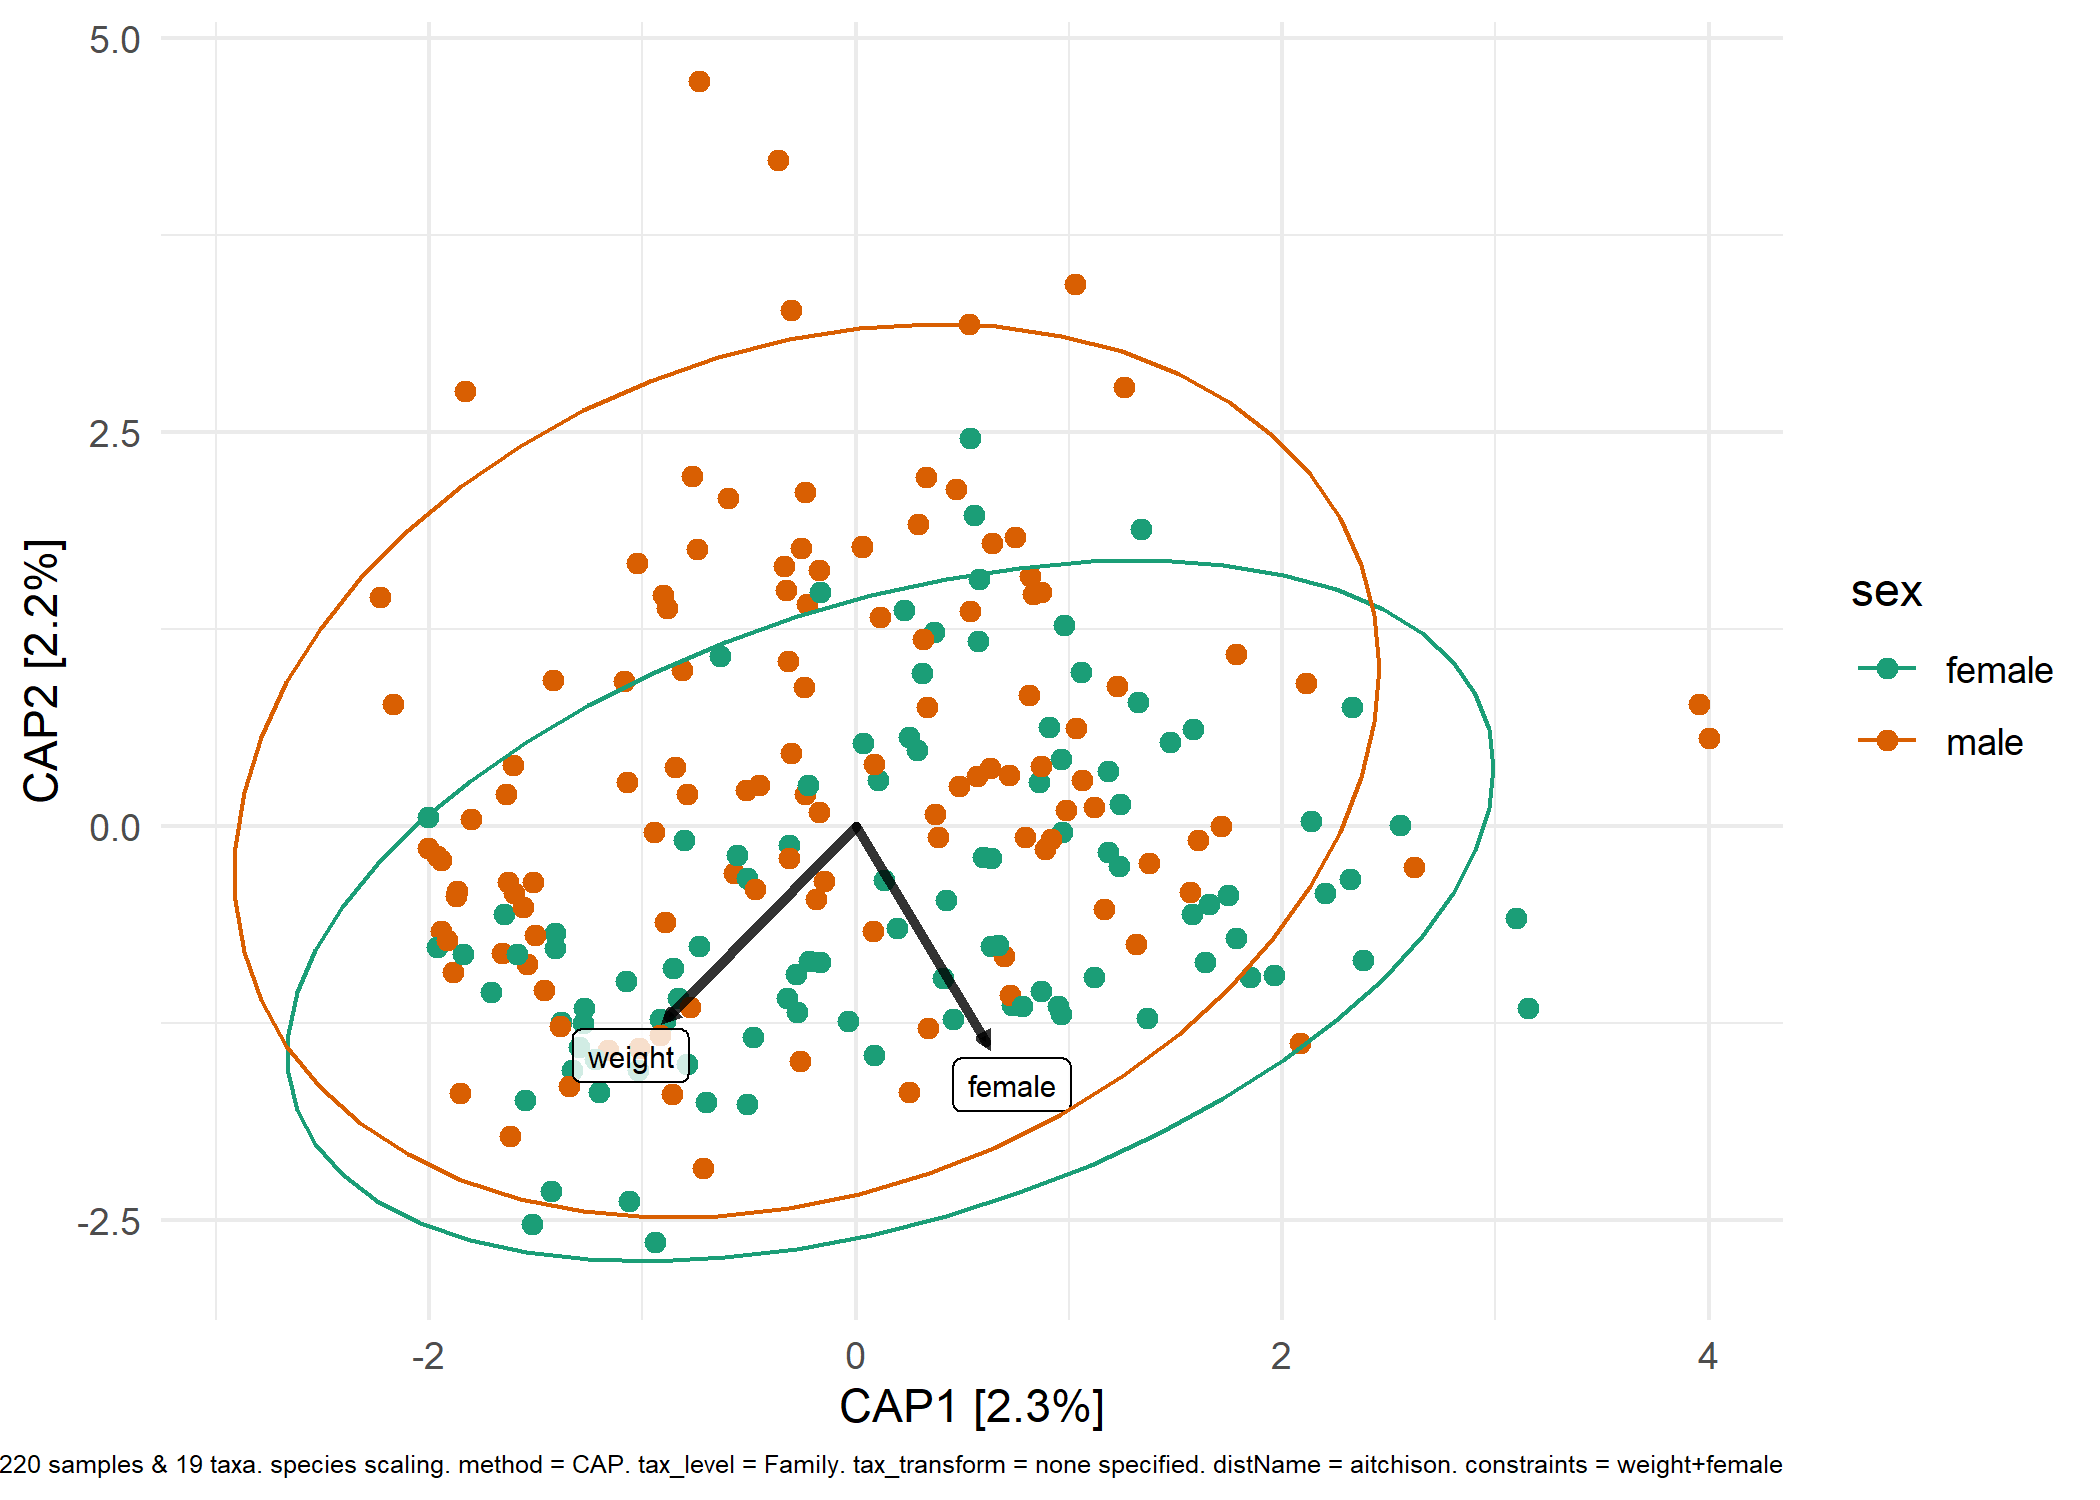 5.0
2.5
0.0
-2.5
CAP2 [2.2%]
weight
female
-2
0
2
4
CAP1 [2.3%]
sex
female
male
220 samples & 19 taxa. species scaling. method = CAP. tax_level = Family. tax_transform = none specified. distName = aitchison. constraints = weight+female